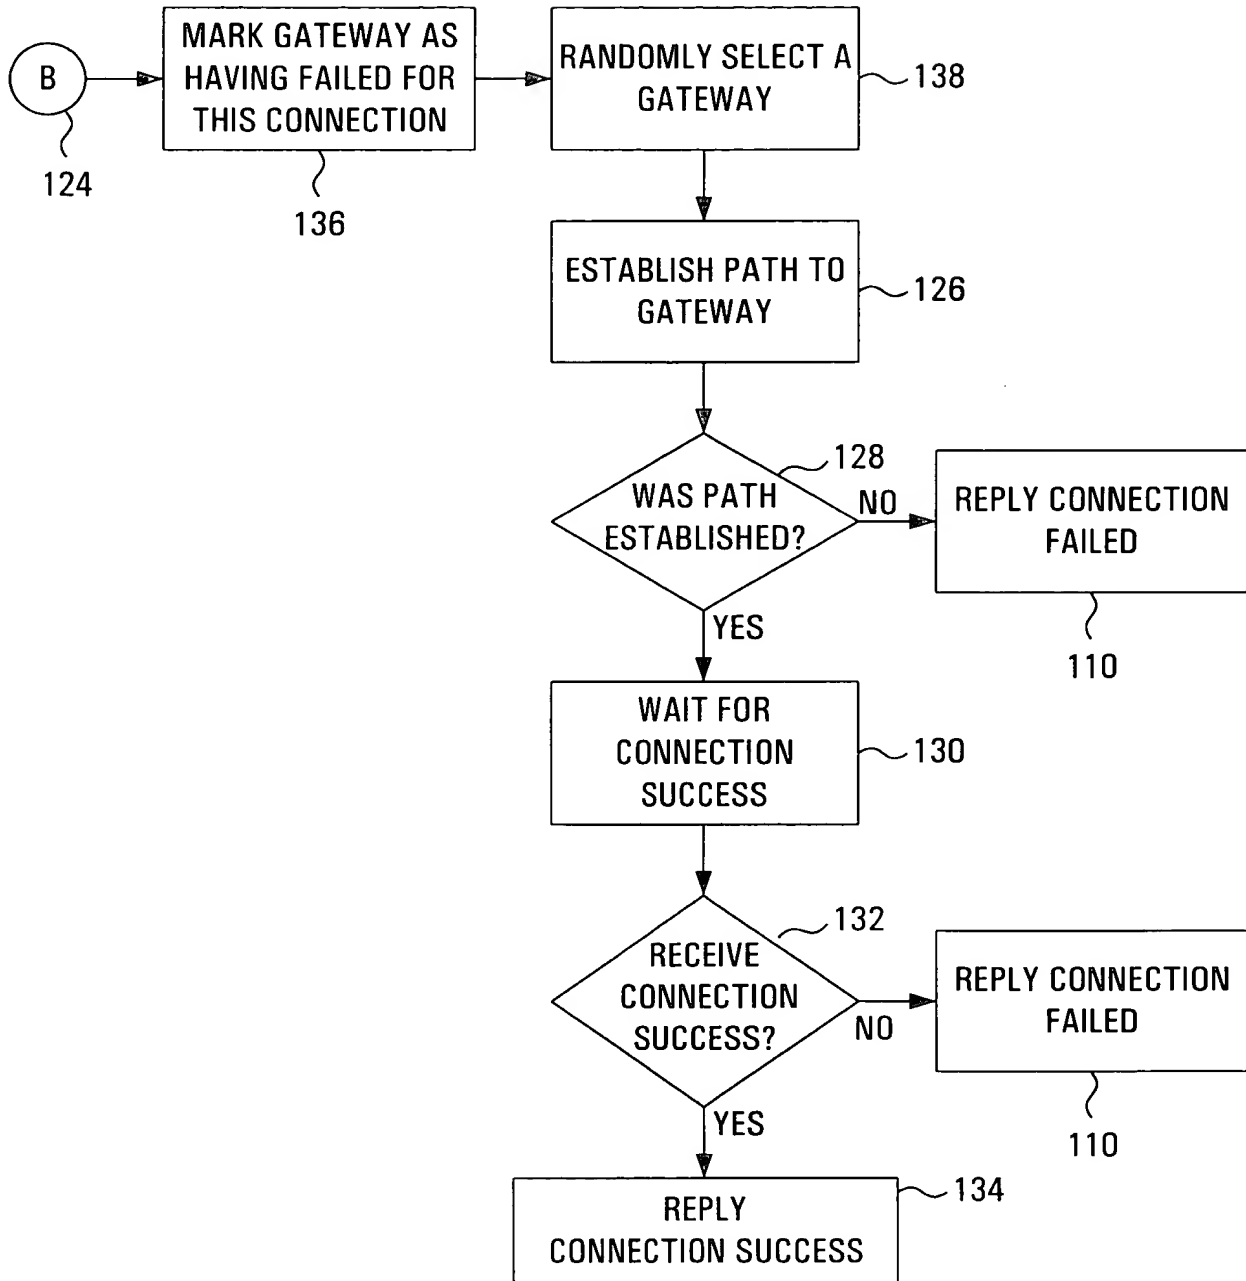 B
124
MARK GATEWAY AS
HAVING FAILED FOR
THIS CONNECTION
136
RANDOMLY SELECT A
GATEWAY
138
ESTABLISH PATH TO
GATEWAY
126
WAS PATH
ESTABLISHED?
128
NO
REPLY CONNECTION
FAILED
110
YES
WAIT FOR
CONNECTION
SUCCESS
130
RECEIVE
CONNECTION
SUCCESS?
132
NO
REPLY CONNECTION
FAILED
110
YES
REPLY
CONNECTION SUCCESS
134